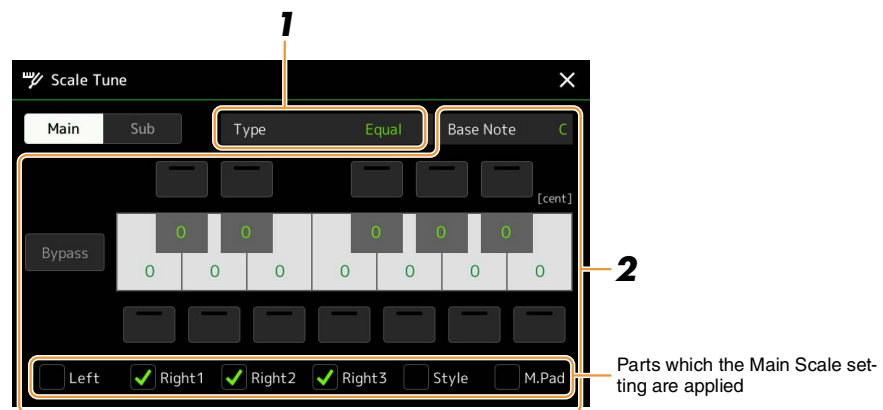 1
Scale Tune
Main Sub Type Equal Base Note C
[cent]
0 0 0 0 0
Bypass
0 0 0 0 0 0 0
2
Left Right1 Right2 Right3 Style M.Pad
Parts which the Main Scale set-
ting are applied